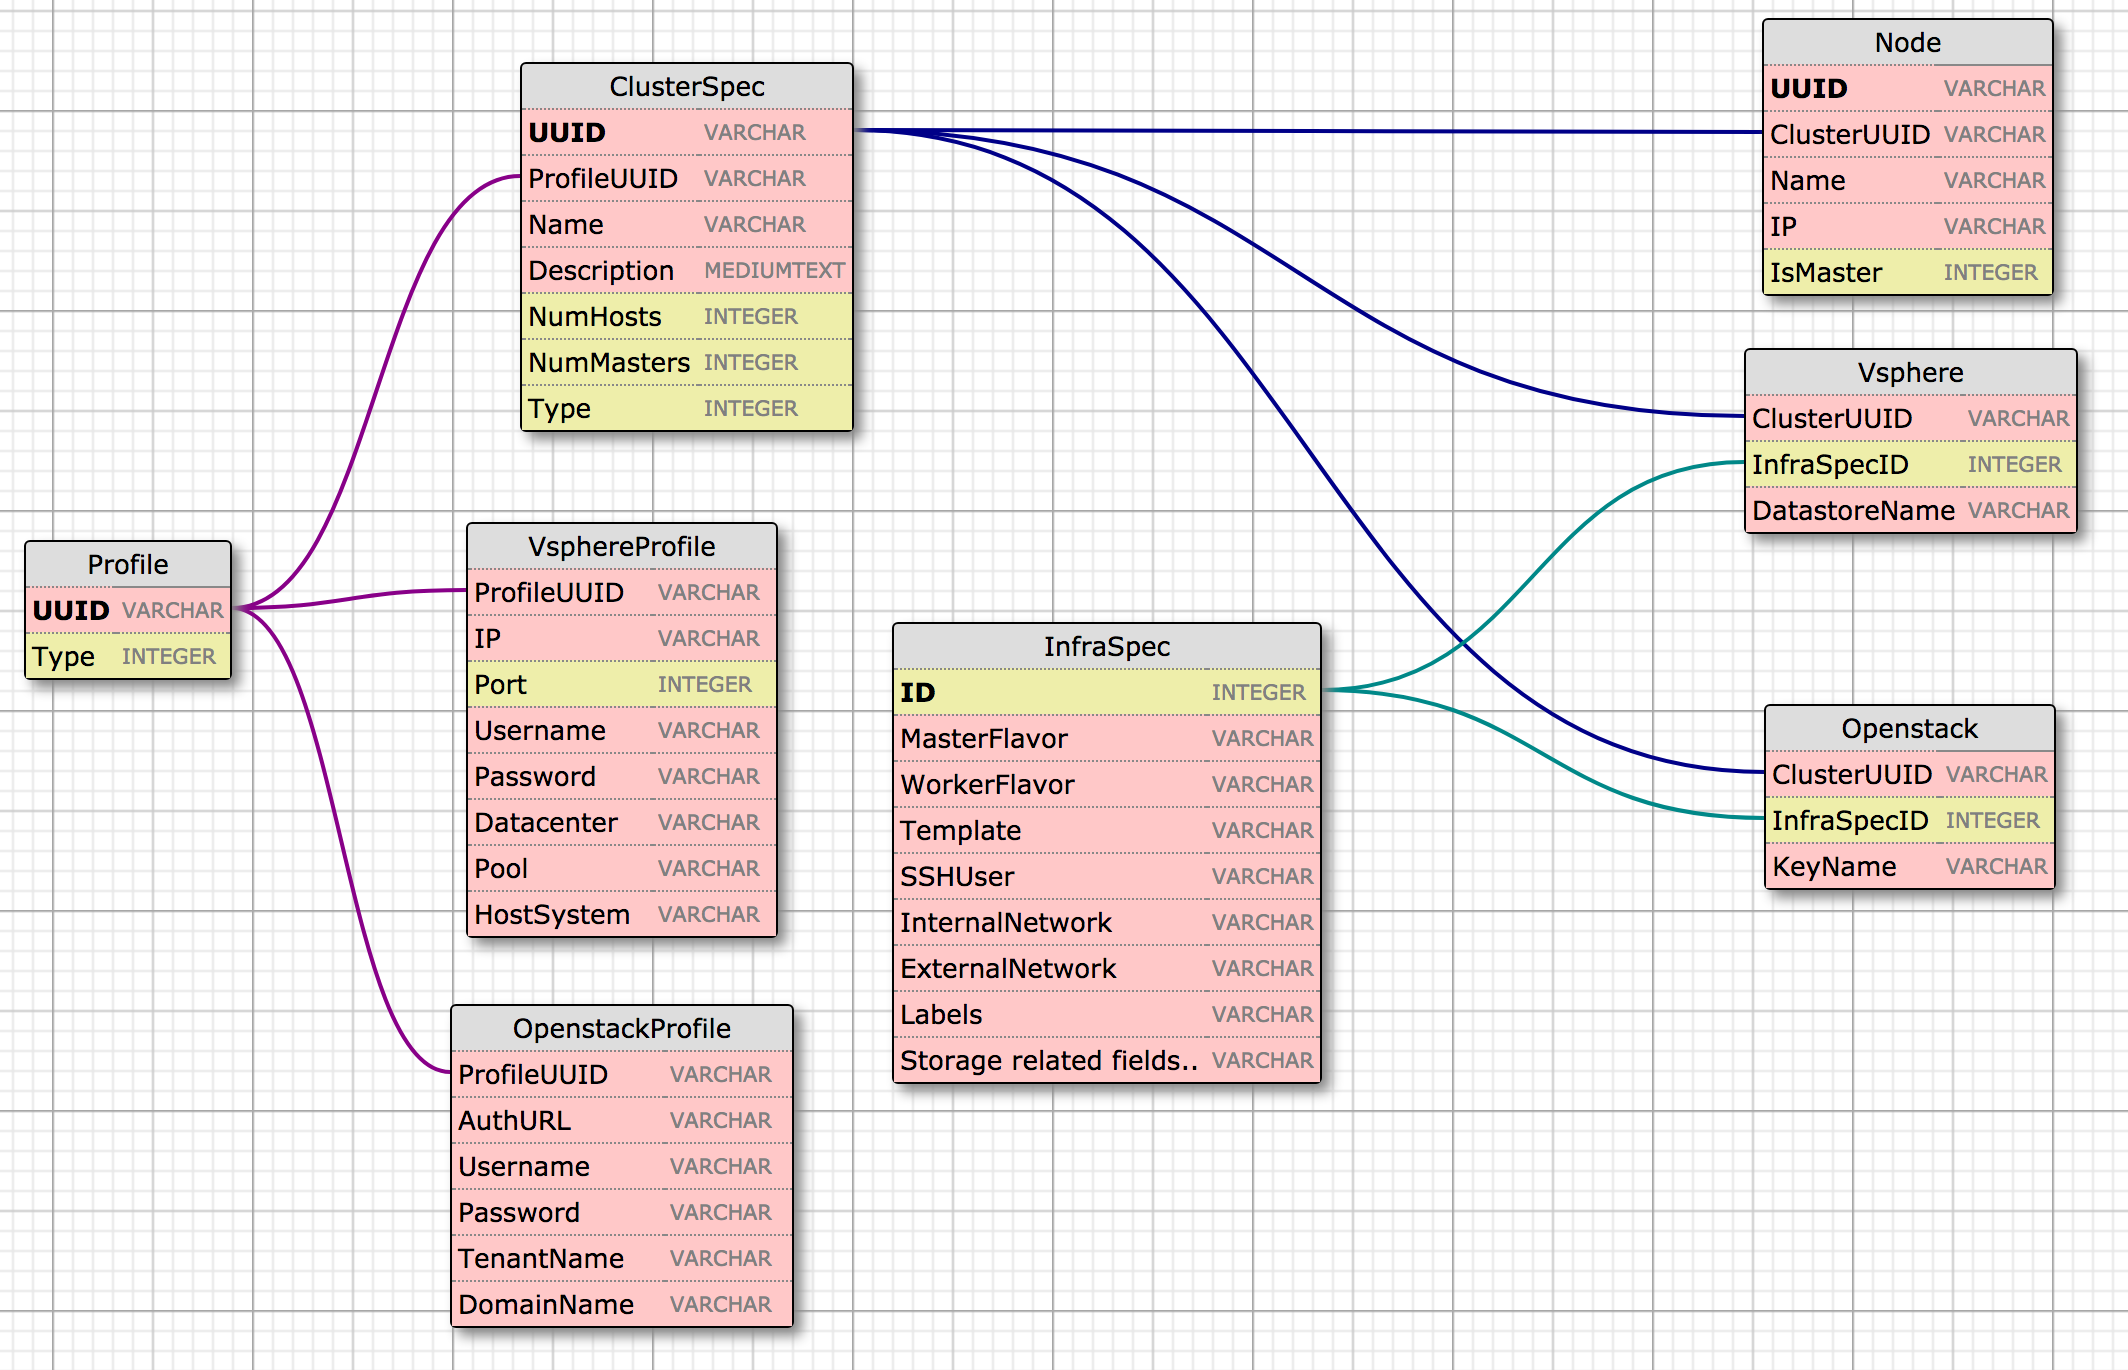 ClusterSpec
UUID VARCHAR
ProfileUUID VARCHAR
Name VARCHAR
Description MEDIUMTEXT
NumHosts INTEGER
NumMasters INTEGER
Type INTEGER
Node
UUID VARCHAR
ClusterUUID VARCHAR
Name VARCHAR
IP VARCHAR
IsMaster INTEGER
Vsphere
ClusterUUID VARCHAR
InfraSpecID INTEGER
DatastoreName VARCHAR
Profile
UUID VARCHAR
Type INTEGER
VsphereProfile
ProfileUUID VARCHAR
IP VARCHAR
Port INTEGER
Username VARCHAR
Password VARCHAR
Datacenter VARCHAR
Pool VARCHAR
HostSystem VARCHAR
InfraSpec
ID INTEGER
MasterFlavor VARCHAR
WorkerFlavor VARCHAR
Template VARCHAR
SSHUser VARCHAR
InternalNetwork VARCHAR
ExternalNetwork VARCHAR
Labels VARCHAR
Storage related fields.. VARCHAR
Openstack
ClusterUUID VARCHAR
InfraSpecID INTEGER
KeyName VARCHAR
OpenstackProfile
ProfileUUID VARCHAR
AuthURL VARCHAR
Username VARCHAR
Password VARCHAR
TenantName VARCHAR
DomainName VARCHAR